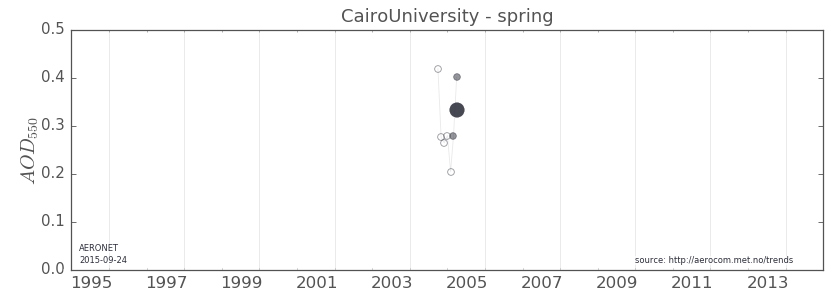 CairoUniversity - spring
0.5
0.4
0.3
0.2
0.1
0.0
AOD550
AERONET
2015-09-24
source: http://aerocom.met.no/trends
1995 1997 1999 2001 2003 2005 2007 2009 2011 2013